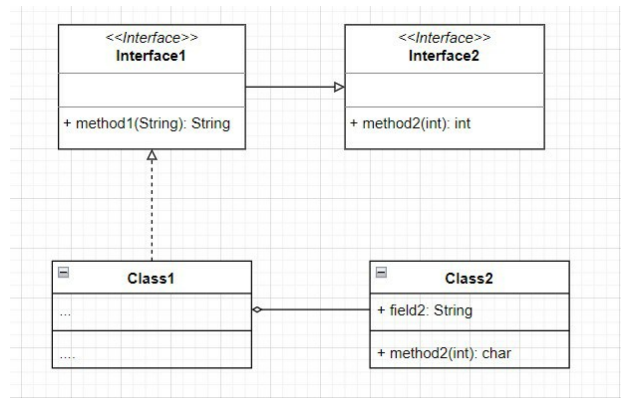 <<Interface>>
Interface1
+ method1(String): String
<<Interface>>
Interface2
+ method2(int): int
Class1
...
....
Class2
+ field2: String
+ method2(int): char